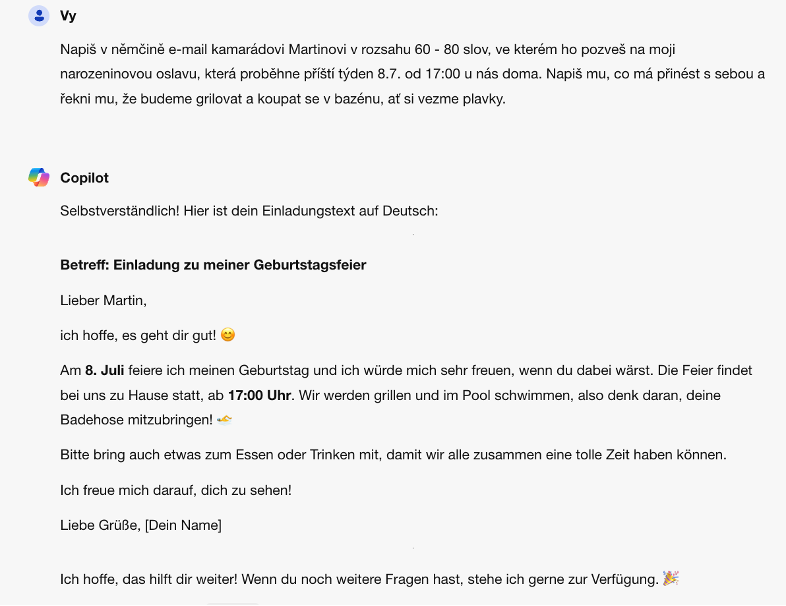 Vy
Napiš v němčině e-mail kamarádovi Martinovi v rozsahu 60 - 80 slov, ve kterém ho pozveš na moji
narozeninovou oslavu, která proběhne příští týden 8.7. od 17:00 u nás doma. Napiš mu, co má přinést s sebou a
řekni mu, že budeme grilovat a koupat se v bazénu, ať si vezme plavky.
Copilot
Selbstverständlich! Hier ist dein Einladungstext auf Deutsch:
Betreff: Einladung zu meiner Geburtstagsfeier
Lieber Martin,
ich hoffe, es geht dir gut! 😊
Am 8. Juli feiere ich meinen Geburtstag und ich würde mich sehr freuen, wenn du dabei wärst. Die Feier findet
bei uns zu Hause statt, ab 17:00 Uhr. Wir werden grillen und im Pool schwimmen, also denk daran, deine
Badehose mitzubringen!
Bitte bring auch etwas zum Essen oder Trinken mit, damit wir alle zusammen eine tolle Zeit haben können.
Ich freue mich darauf, dich zu sehen!
Liebe Grüße, [Dein Name]
Ich hoffe, das hilft dir weiter! Wenn du noch weitere Fragen hast, stehe ich gerne zur Verfügung. 🎉